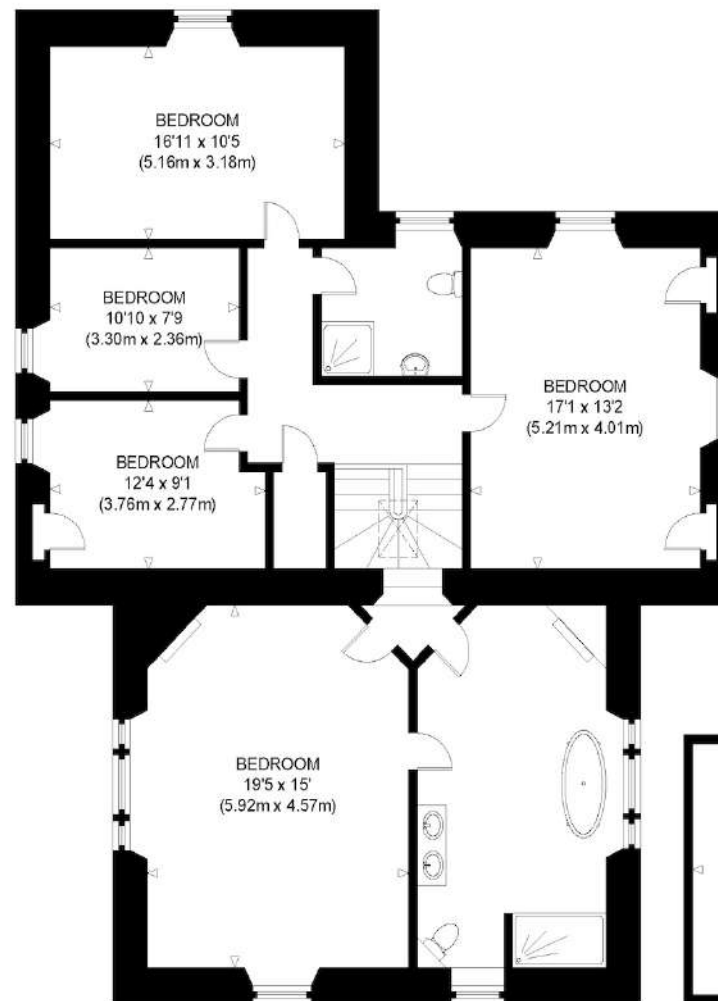 BEDROOM
16'11 x 10'5
(5.16m x 3.18m)
BEDROOM
10'10 x 7'9
(3.30m x 2.36m)
BEDROOM
17'1 x 13'2
(5.21m x 4.01m)
BEDROOM
12'4 x 9'1
(3.76m x 2.77m)
BEDROOM
19'5 x 15'
(5.92m x 4.57m)